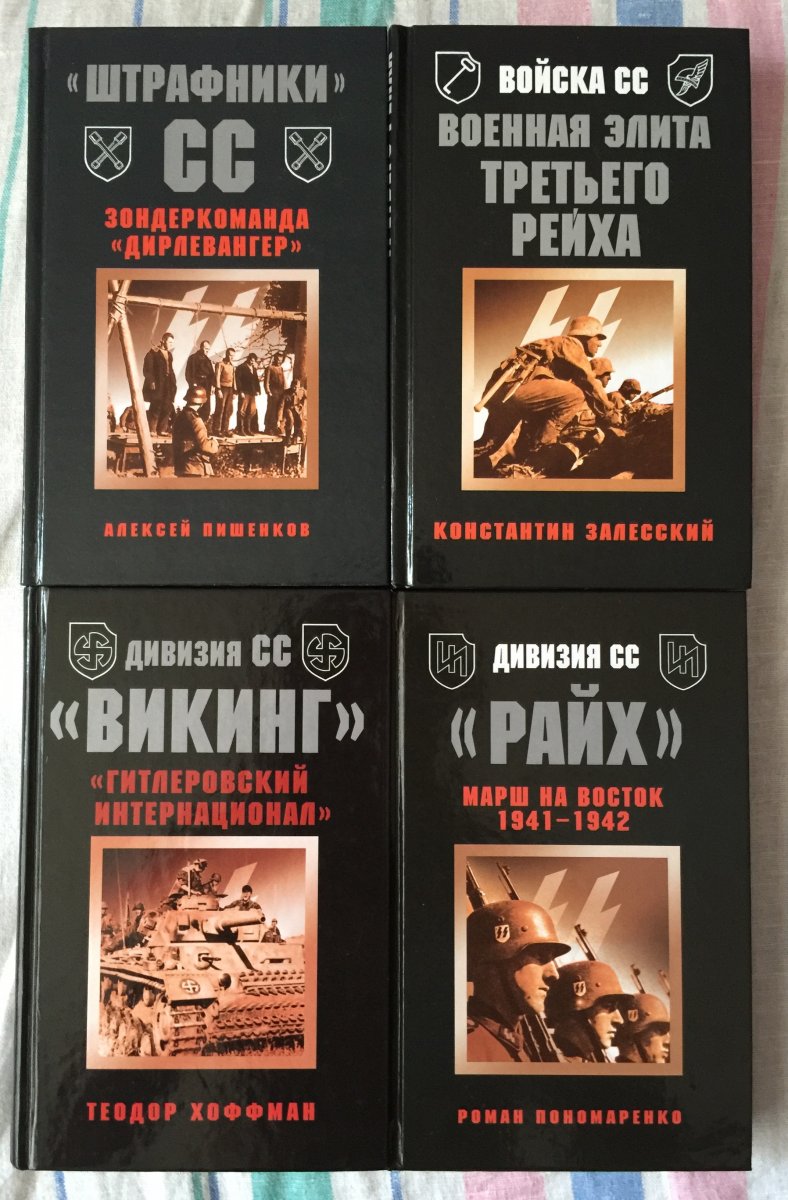 «ШТРАФНИКИ»
СС
ЗОНДЕРКОМАНДА
«ДИРЛЕВАНГЕР»
АЛЕКСЕЙ ПИШЕНКОВ
ВОЙСКА СС
ВОЕННАЯ ЭЛИТА
ТРЕТЬЕГО
РЕЙХА
КОНСТАНТИН ЗАЛЕССКИЙ
ДИВИЗИЯ СС
«ВИКИНГ»
«ГИТЛЕРОВСКИЙ
ИНТЕРНАЦИОНАЛ»
ТЕОДОР ХОФФМАН
ДИВИЗИЯ СС
«РАЙХ»
МАРШ НА ВОСТОК
1941–1942
РОМАН ПОНОМАРЕНКО